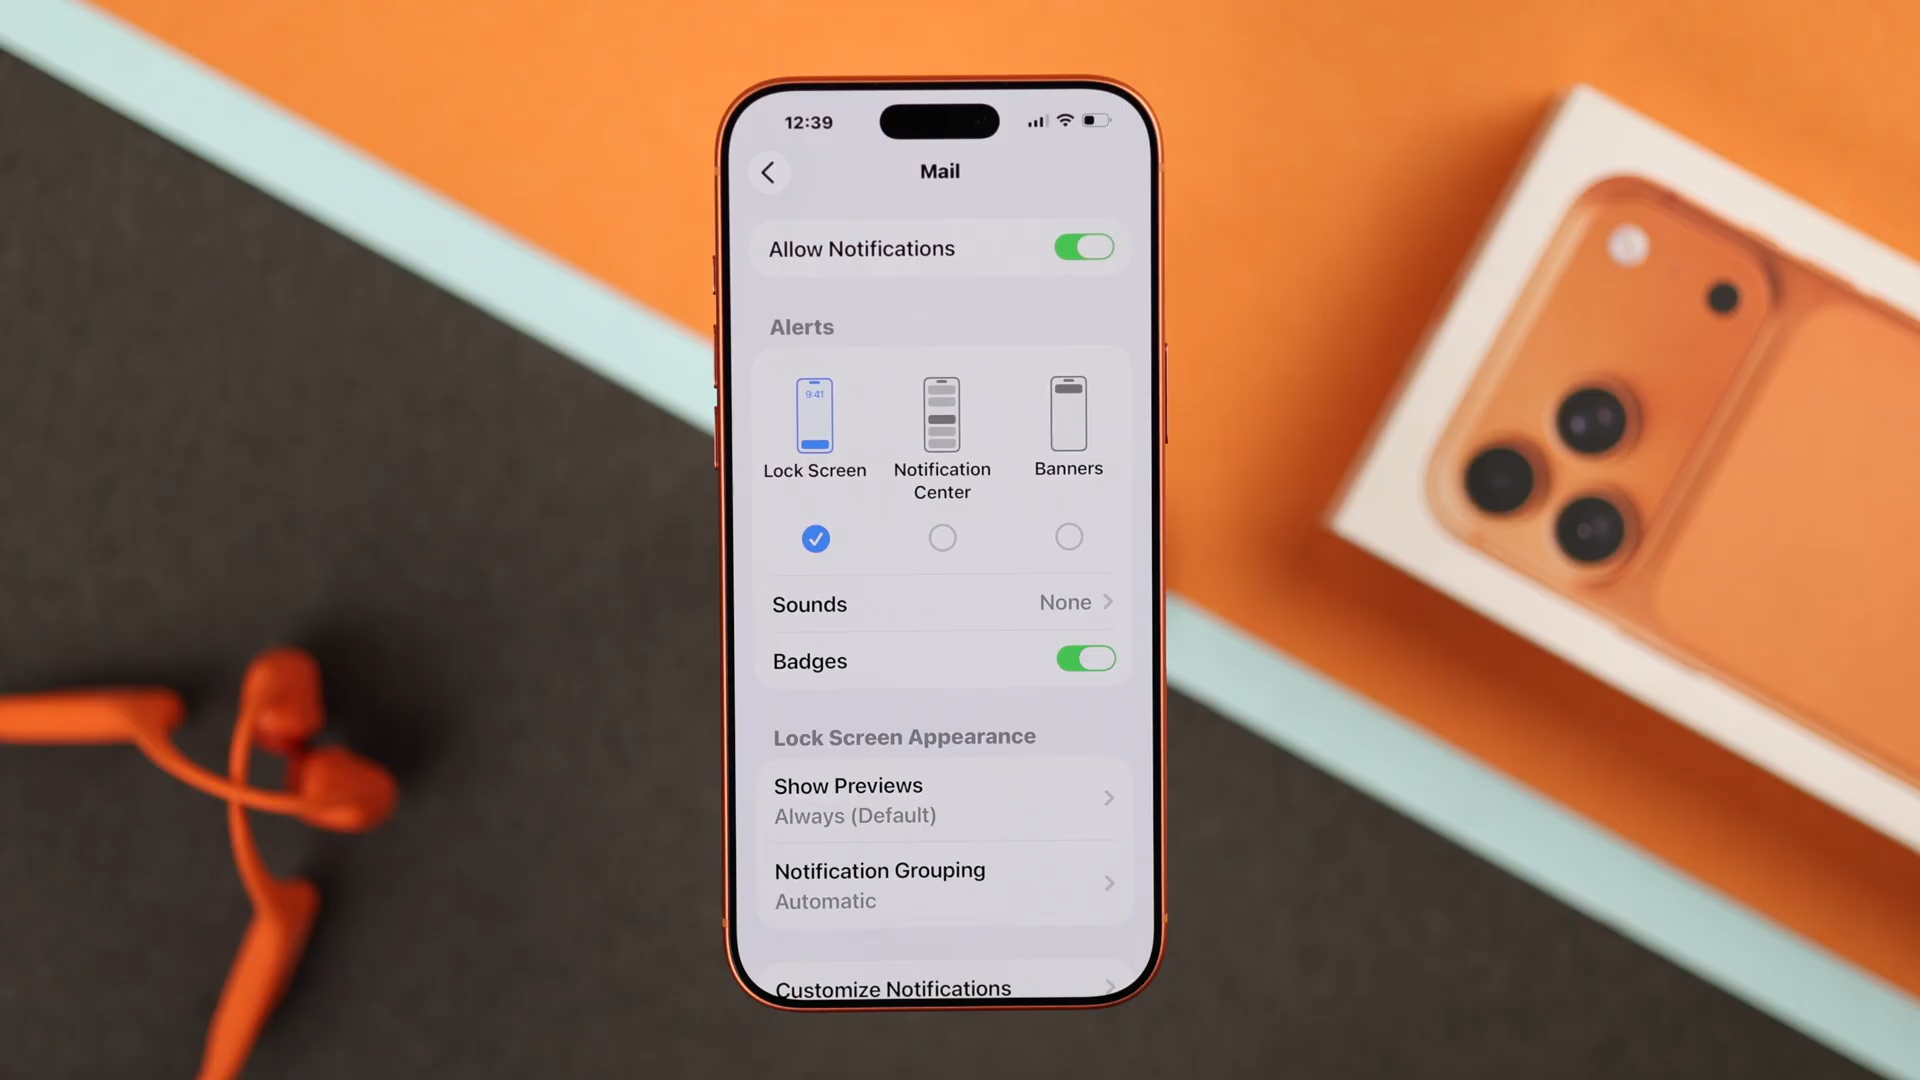 12:39
Mail
Allow Notifications
Alerts
9:41
Lock Screen
Notification
Center
Banners
Sounds
None
Badges
Lock Screen Appearance
Show Previews
Always (Default)
Notification Grouping
Automatic
Customize Notifications